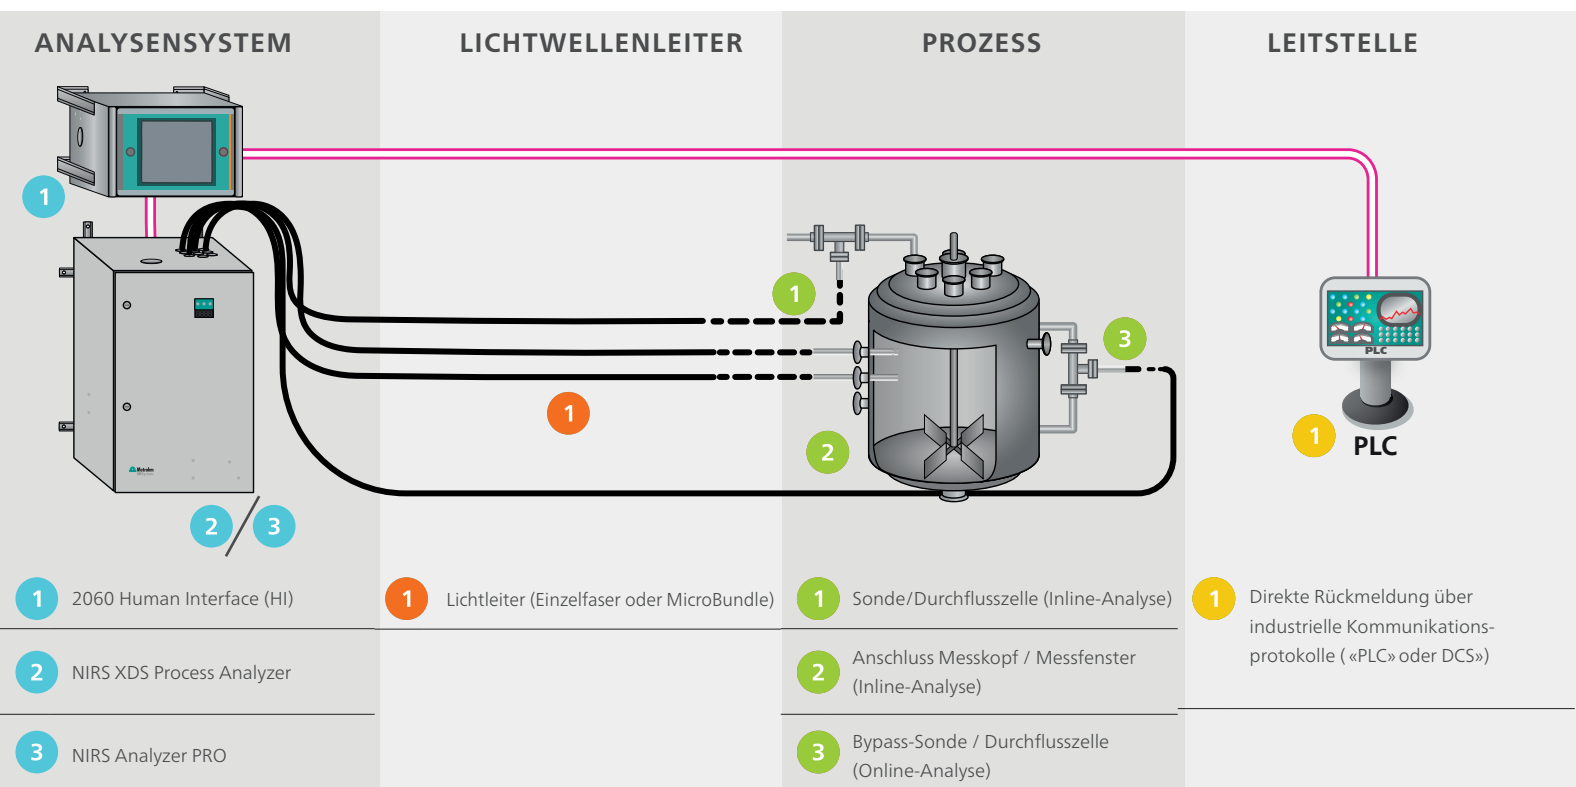 ANALYSENSYSTEM
LICHTWELLENLEITER
PROZESS
LEITSTELLE
1
1
3
PLC
1
2
1
PLC
Metrohm
2
3
1
2060 Human Interface (HI)
2
NIRS XDS Process Analyzer
3
NIRS Analyzer PRO
1
Lichtleiter (Einzelfaser oder MicroBundle)
1
Sonde/Durchflusszelle (Inline-Analyse)
2
Anschluss Messkopf / Messfenster
(Inline-Analyse)
3
Bypass-Sonde / Durchflusszelle
(Online-Analyse)
1
Direkte Rückmeldung über
industrielle Kommunikations-
protokolle ( «PLC» oder DCS»)